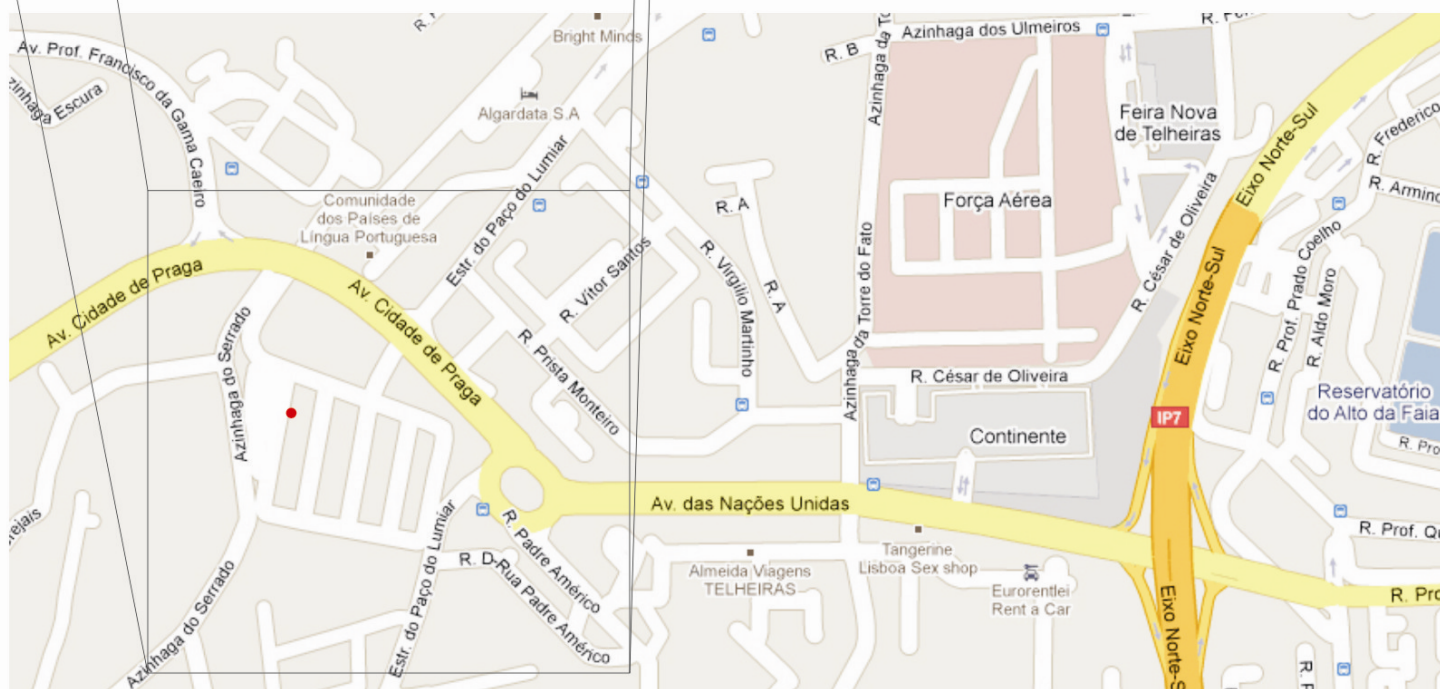 Bright Minds
Azinhaga dos Ulmeiros
R. B
Av. Prof. Francisco da Gama Caeiro
Azinhaga Escura
Algardata S.A
Feira Nova
de Telheiras
Eixo Norte-Sul
R. Frederico
R. Armino
Estr. do Paço do Lumiar
Comunidade
dos Países de
Língua Portuguesa
R. A
Força Aérea
R. César de Oliveira
Av. Cidade de Praga
Av. Cidade de Praga
R. Vítor Santos
R. Virgílio Martinho
R. A
Azinhaga da Torre do Fato
Eixo Norte-Sul
R. Prof. Prado Coelho
R. Aldo Moro
Azinhaga do Serrado
R. Prista Monteiro
R. César de Oliveira
Reservatório
do Alto da Faia
IP7
Continente
R. Pro
Av. das Nações Unidas
R. Padre Américo
R. Prof. Qu
Estr. do Paço do Lumiar
R. D-Rua Padre Américo
Almeida Viagens
TELHEIRAS
Tangerine
Lisboa Sex shop
Eurorentlei
Rent a Car
R. Pro
Azinhaga do Serrado
Eixo Norte-S